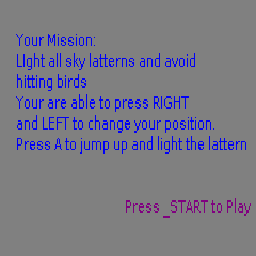 Your Mission:
LIght all sky latterns and avoid
hitting birds
Your are able to press RIGHT
and LEFT to change your position.
Press A to jump up and light the lattern
Press _START to Play